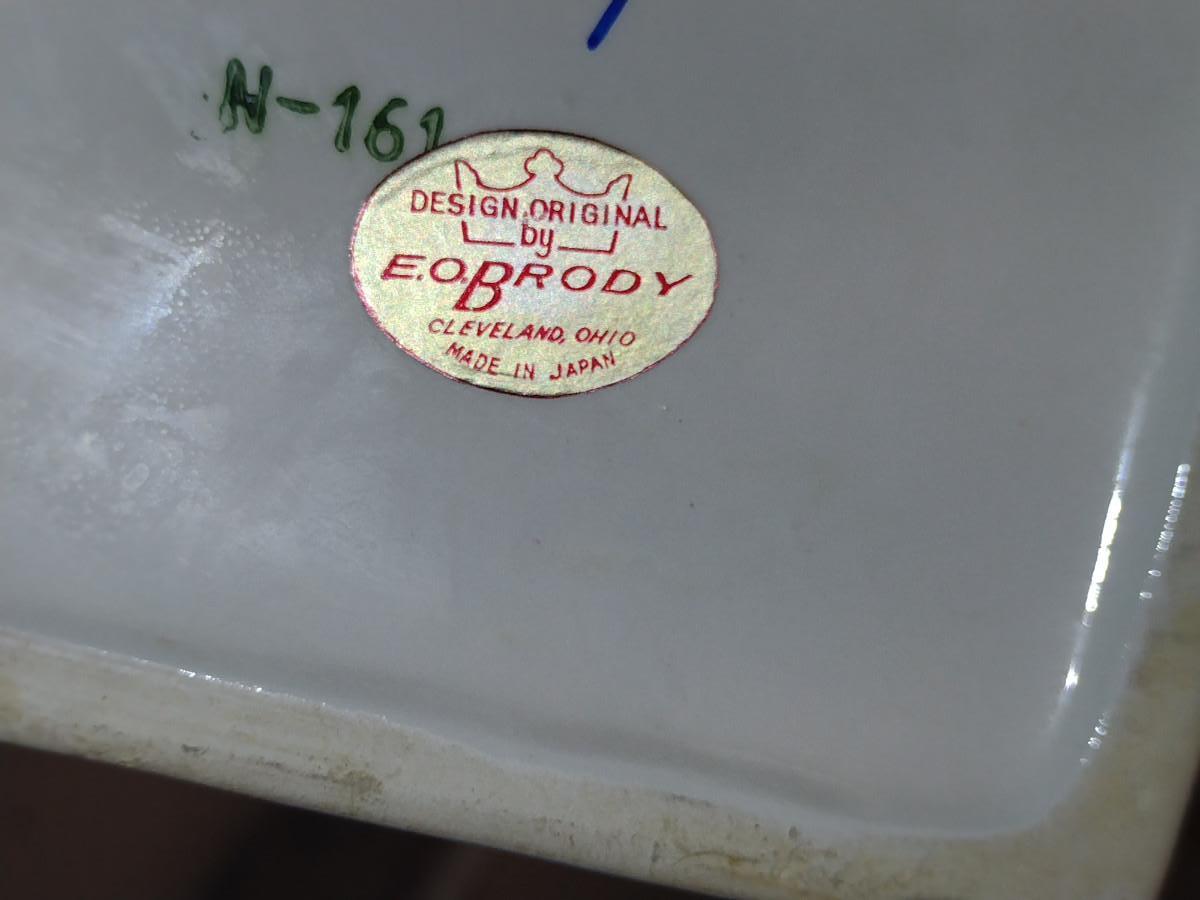 N-161
DESIGN ORIGINAL
by
E.O. BRODY
CLEVELAND, OHIO
MADE IN JAPAN